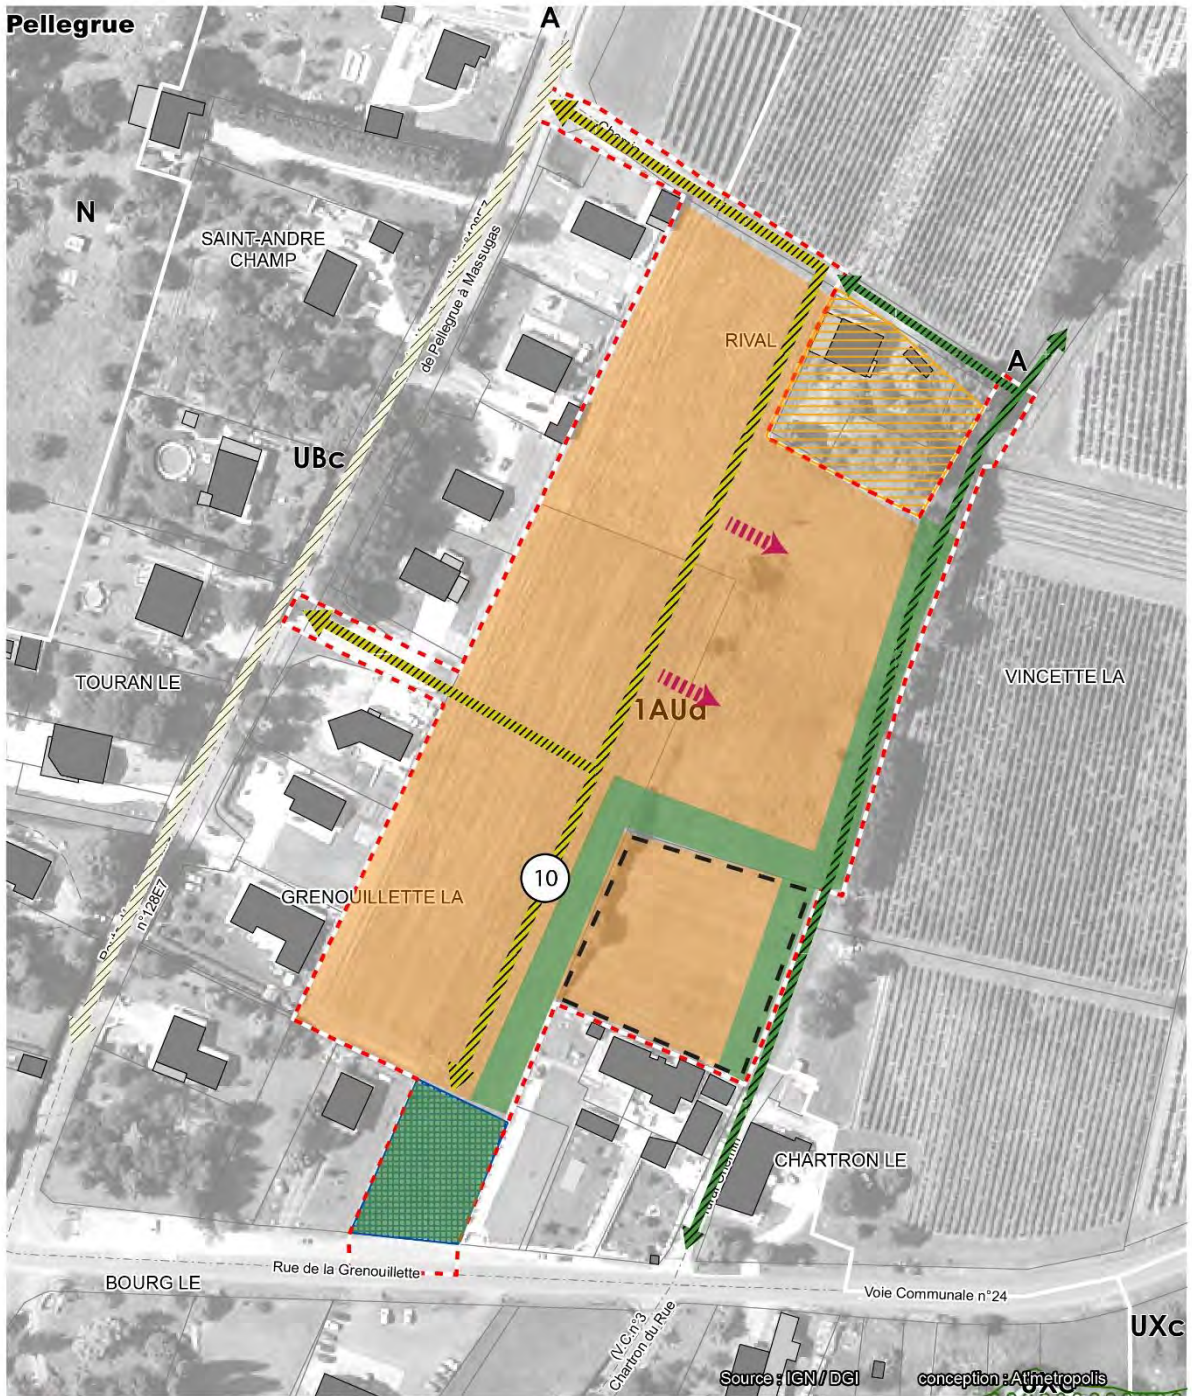 Pellegrue
A
N
SAINT-ANDRE
CHAMP
de Pellegrue à Massugas
RIVAL
A
UBc
TOURAN LE
VINCETTE LA
1AUa
10
GRENOUILLETTE LA
n°128E7
CHARTRON LE
Rue de la Grenouillette
BOURG LE
Voie Communale n°24
(V.C.n°3
Chartron du Rue
UXc
Source : IGN / DGI
conception : Atmetropolis